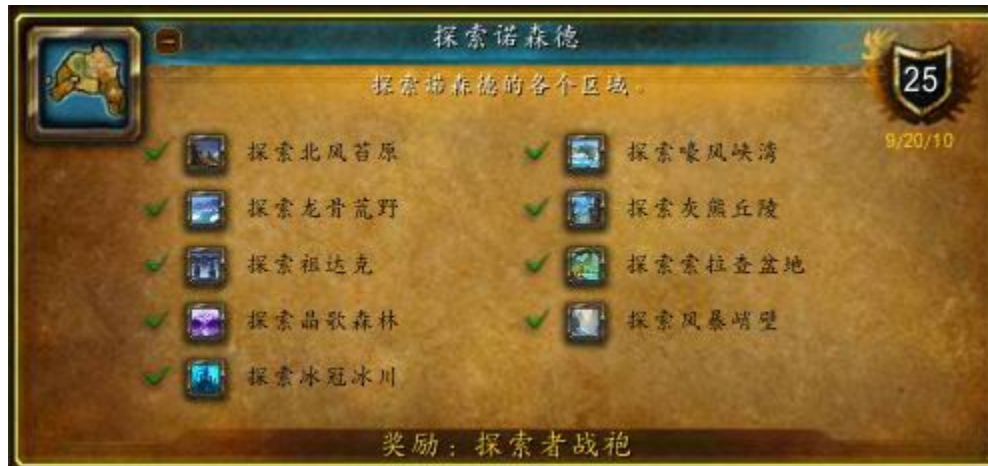 探索诺森德
25
探索诺森德的各个区域。
9/20/10
探索北风苔原
探索嚎风峡湾
探索龙骨荒野
探索灰熊丘陵
探索祖达克
探索索拉查盆地
探索晶歌森林
探索风暴峭壁
探索冰冠冰川
奖励：探索者战袍